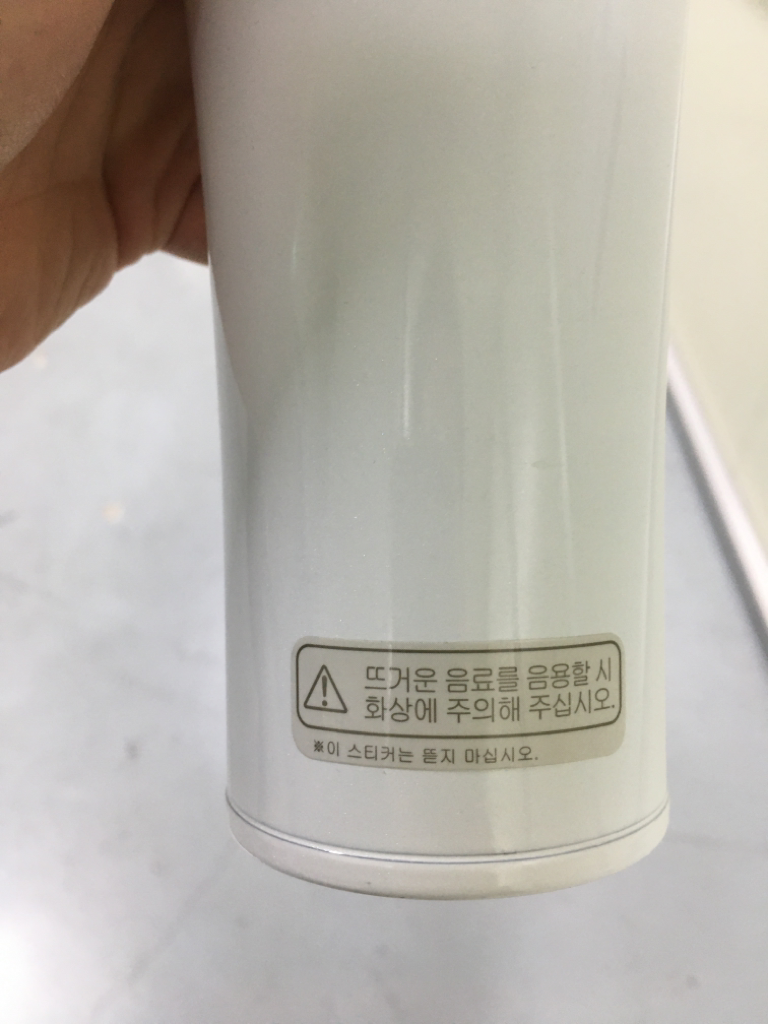 뜨거운 음료를 음용할 시
화상에 주의해 주십시오.
※이 스티커는 뜯지 마십시오.